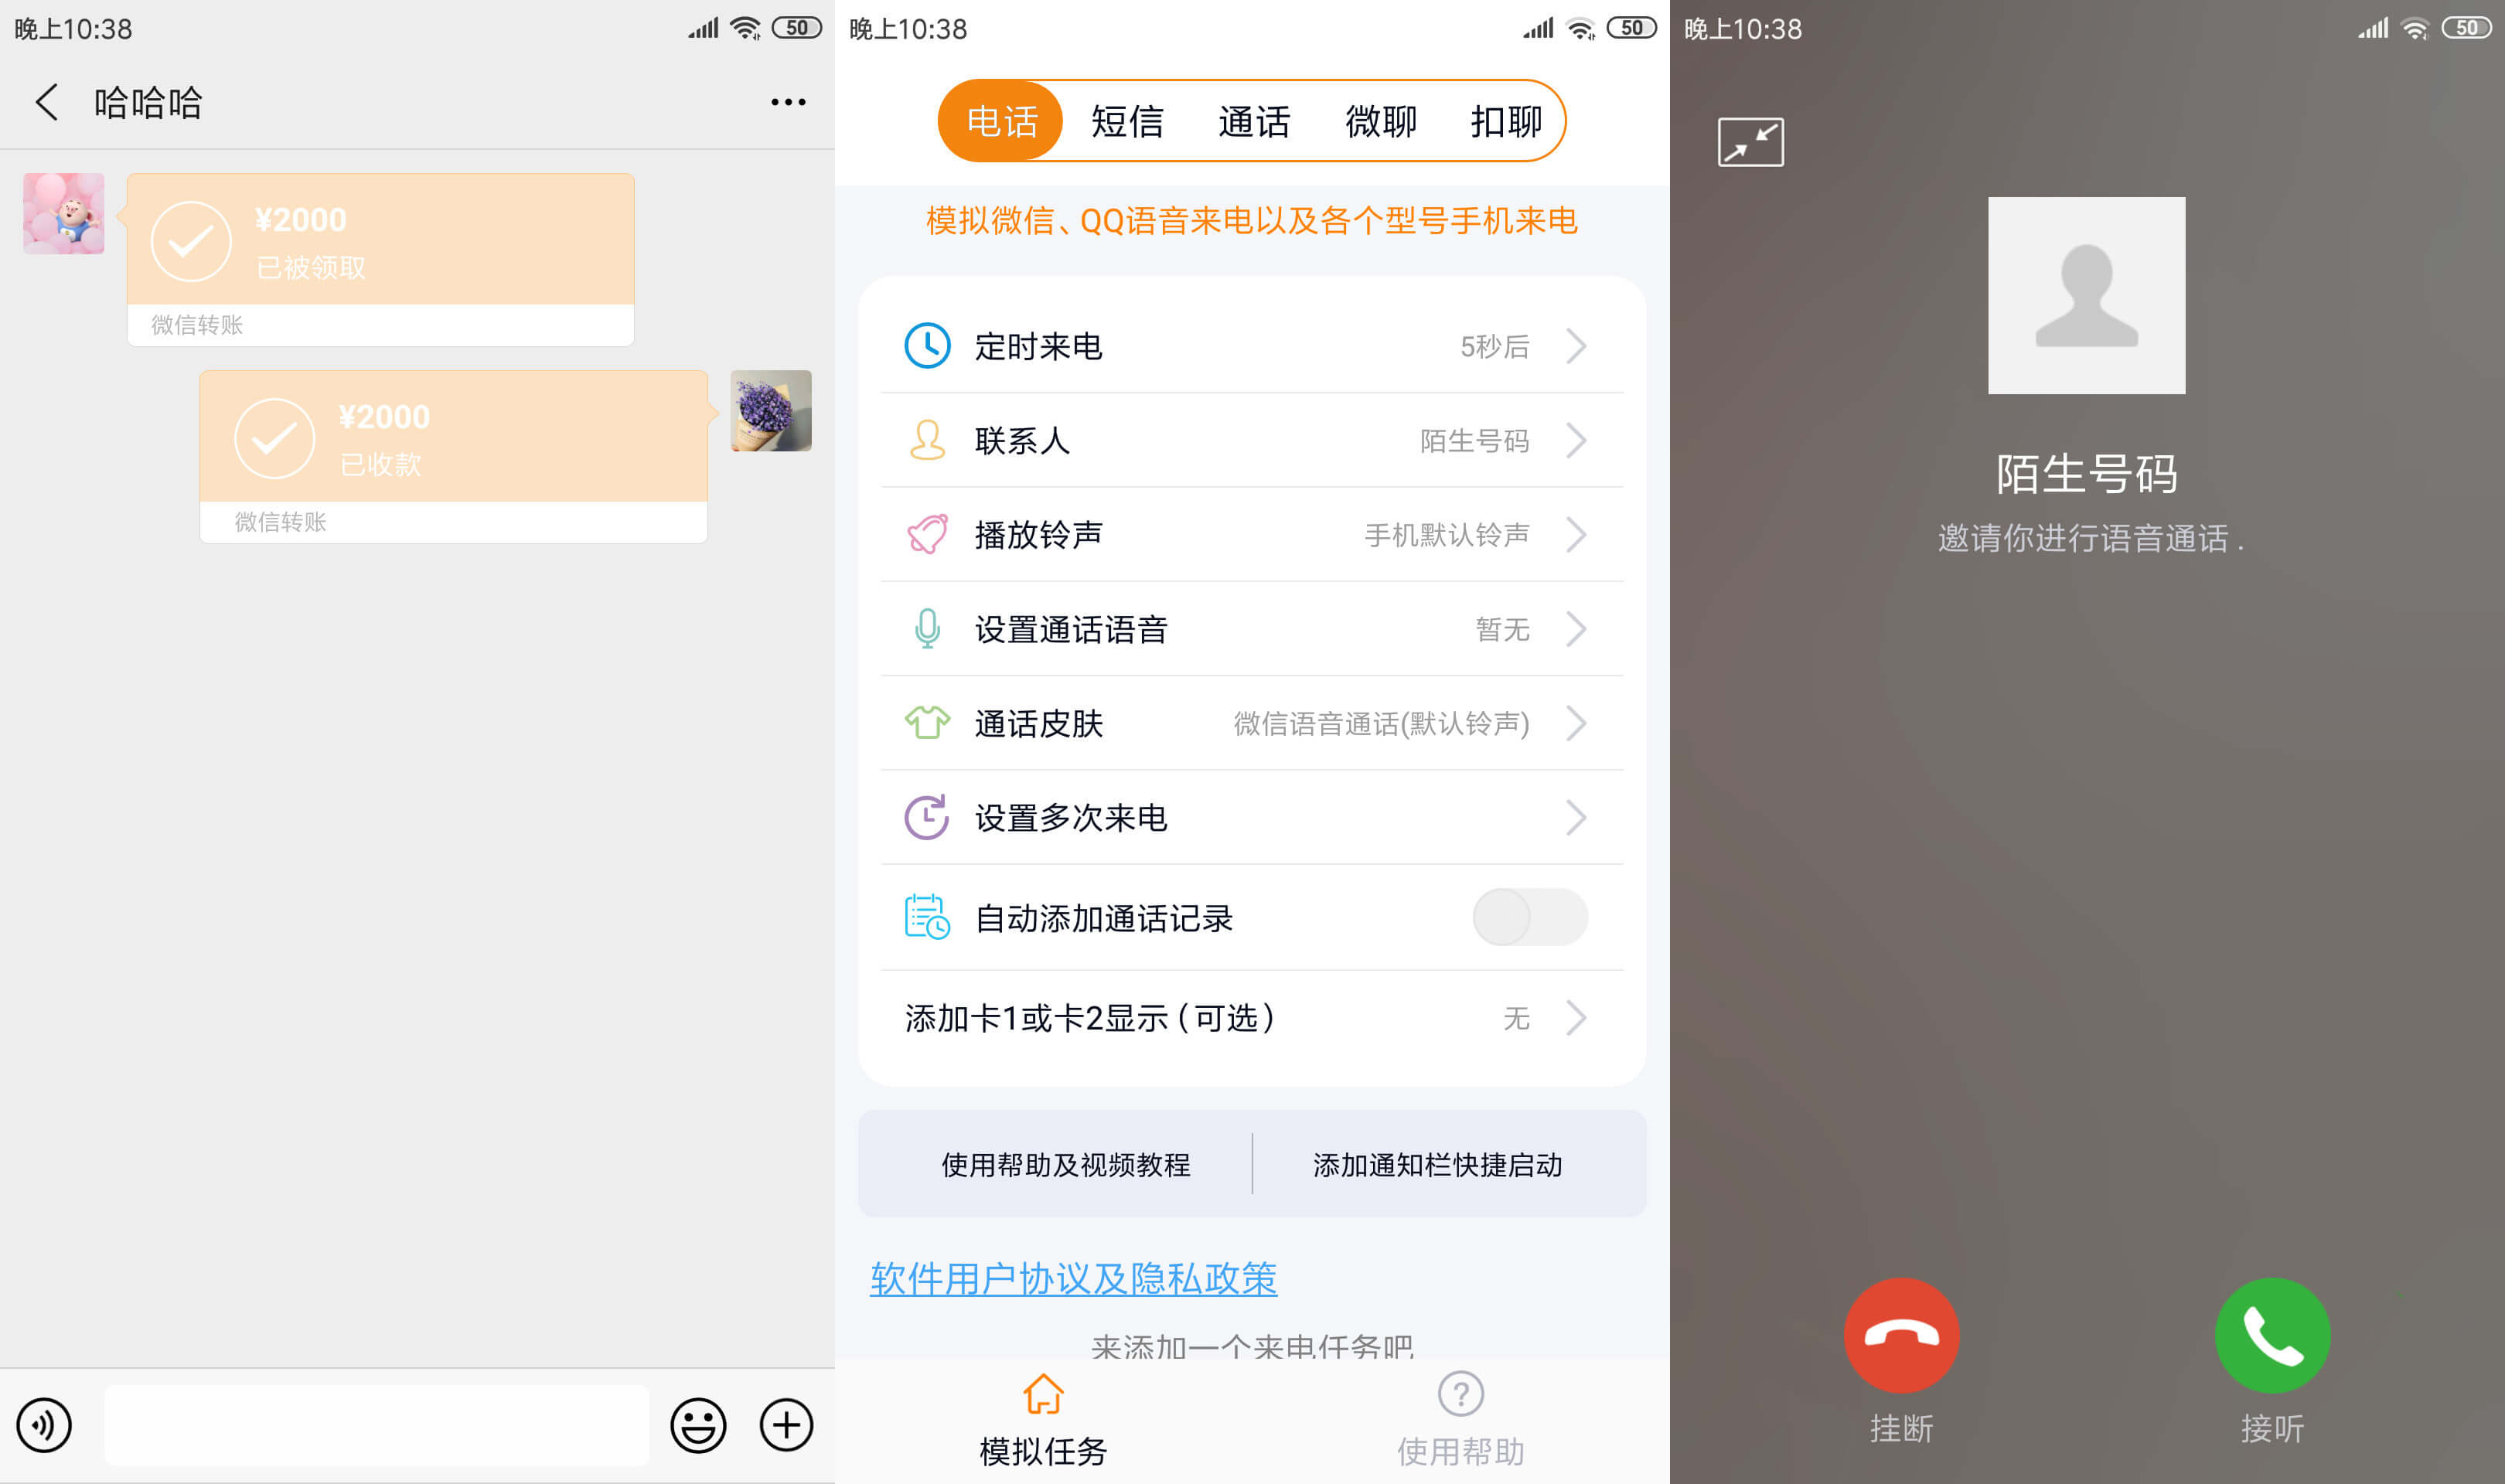 晚上10:38
50
哈哈哈
¥2000
已被领取
微信转账
¥2000
已收款
微信转账
晚上10:38
50
电话 短信 通话 微聊 扣聊
模拟微信、QQ语音来电以及各个型号手机来电
定时来电 5秒后
联系人 陌生号码
播放铃声 手机默认铃声
设置通话语音 暂无
通话皮肤 微信语音通话(默认铃声)
设置多次来电
自动添加通话记录
添加卡1或卡2显示(可选) 无
使用帮助及视频教程 添加通知栏快捷启动
软件用户协议及隐私政策
来添加一个来电任务吧
模拟任务 使用帮助
晚上10:38
50
陌生号码
邀请你进行语音通话.
挂断 接听